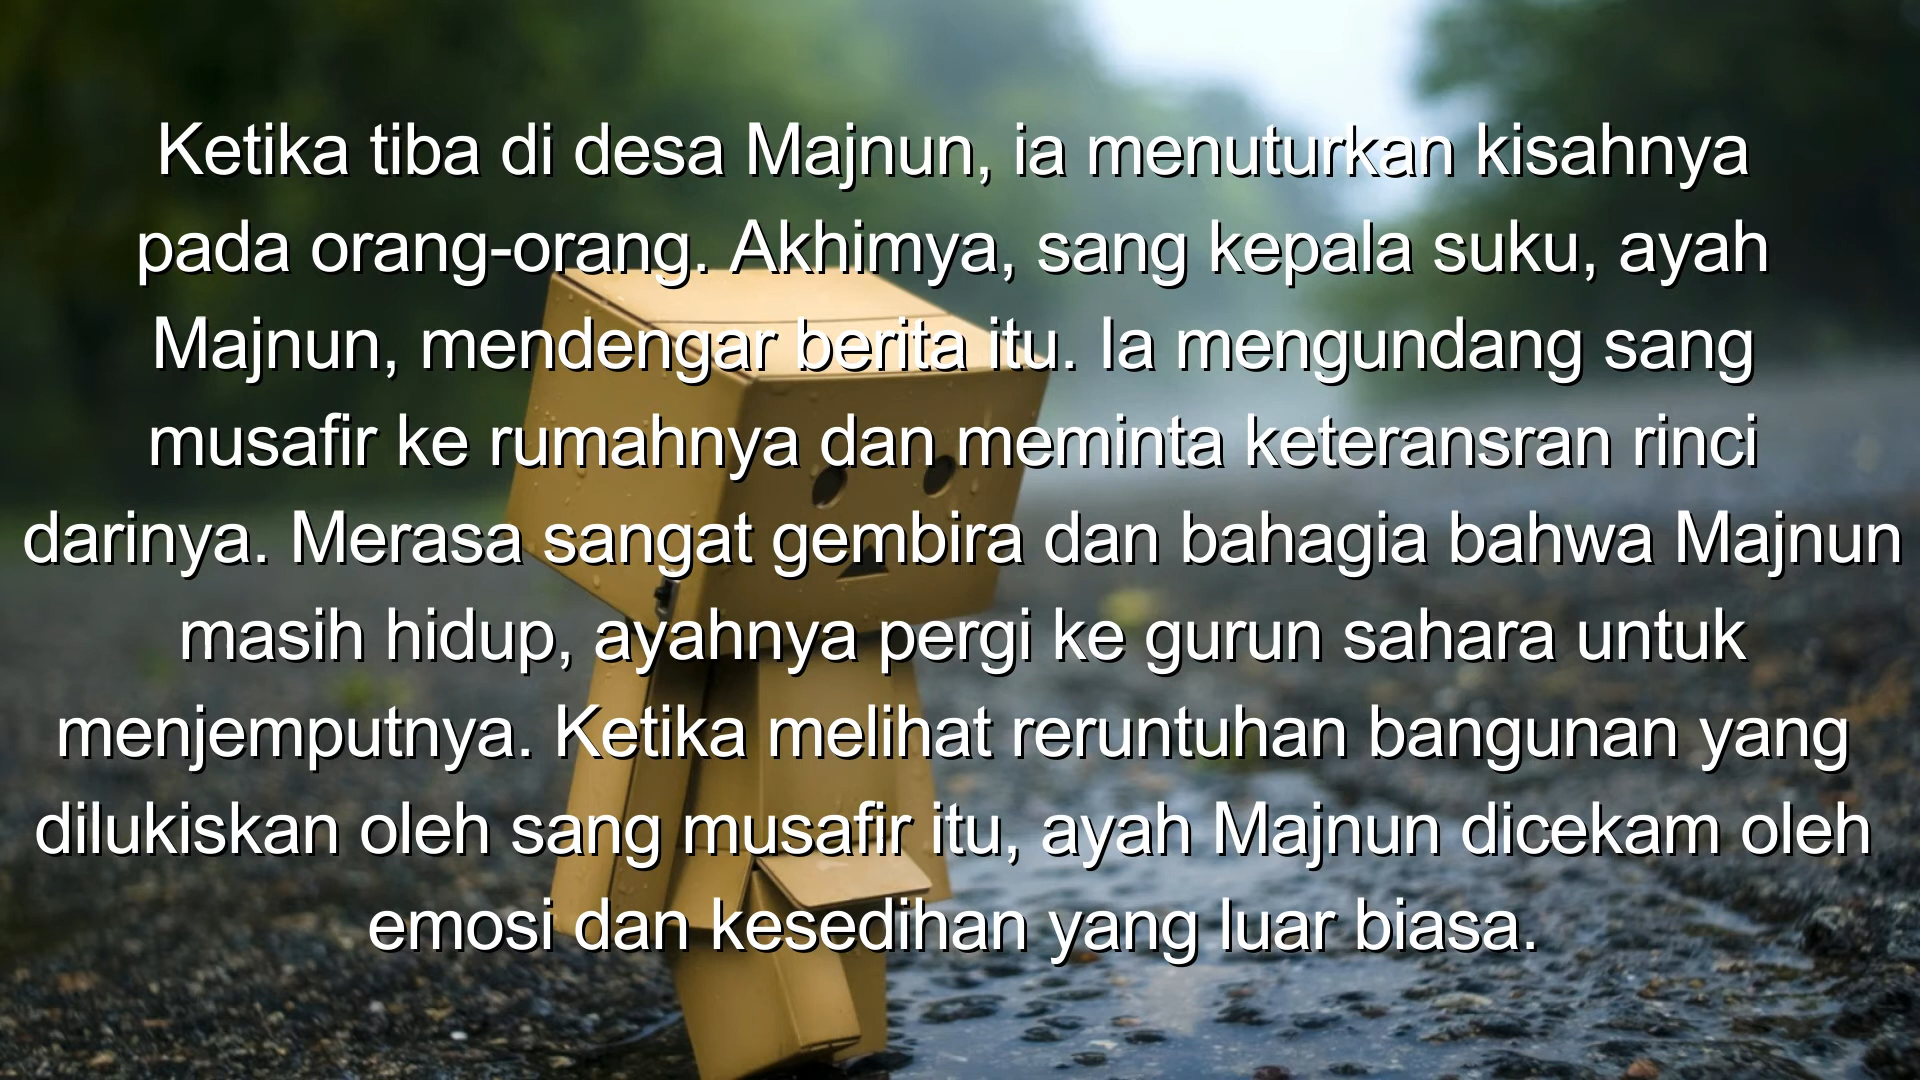 Ketika tiba di desa Majnun, ia menuturkan kisahnya
pada orang-orang. Akhimya, sang kepala suku, ayah
Majnun, mendengar berita itu. Ia mengundang sang
musafir ke rumahnya dan meminta keteransran rinci
darinya. Merasa sangat gembira dan bahagia bahwa Majnun
masih hidup, ayahnya pergi ke gurun sahara untuk
menjemputnya. Ketika melihat reruntuhan bangunan yang
dilukiskan oleh sang musafir itu, ayah Majnun dicekam oleh
emosi dan kesedihan yang luar biasa.